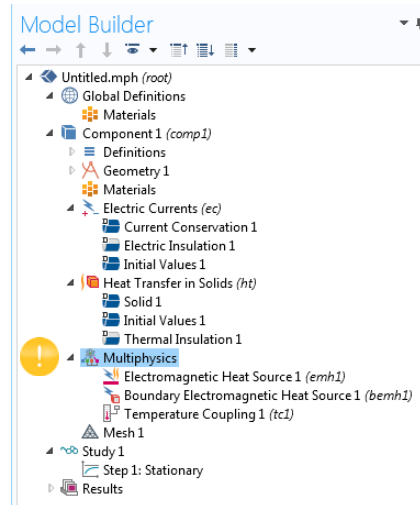 Model Builder
Untitled.mph (root)
Global Definitions
Materials
Component 1 (comp1)
Definitions
Geometry 1
Materials
Electric Currents (ec)
Current Conservation 1
Electric Insulation 1
Initial Values 1
Heat Transfer in Solids (ht)
Solid 1
Initial Values 1
Thermal Insulation 1
Multiphysics
Electromagnetic Heat Source 1 (emh1)
Boundary Electromagnetic Heat Source 1 (bemh1)
Temperature Coupling 1 (tc1)
Mesh 1
Study 1
Step 1: Stationary
Results